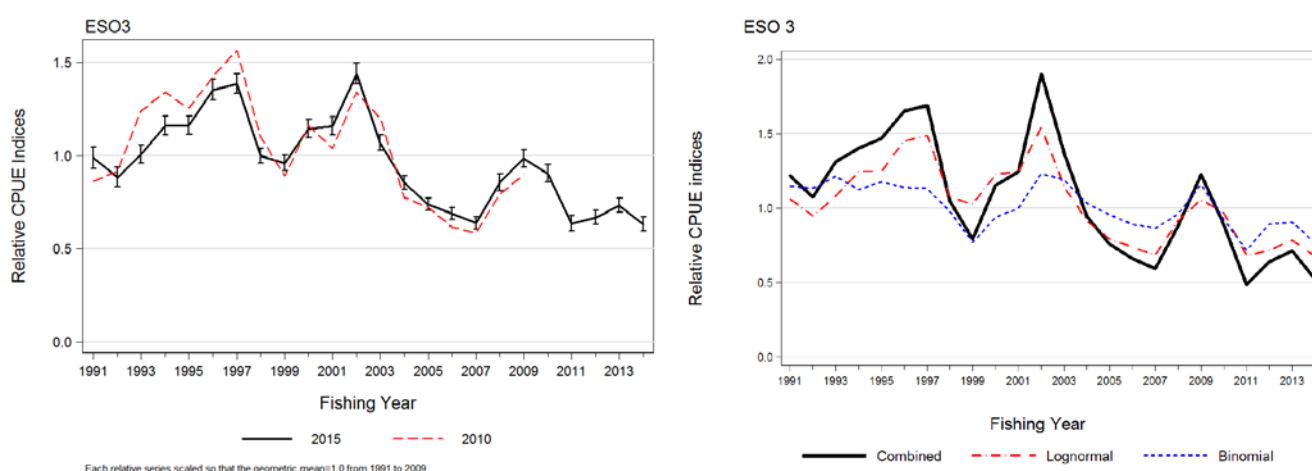 ESO3
Relative CPUE Indices
1.5
1.0
0.5
0.0
1991 1993 1995 1997 1999 2001 2003 2005 2007 2009 2011 2013
Fishing Year
2015 2010
Each relative series scaled so that the geometric mean=1.0 from 1991 to 2009
ESO 3
Relative CPUE indices
2.0
1.5
1.0
0.5
0.0
1991 1993 1995 1997 1999 2001 2003 2005 2007 2009 2011 2013
Fishing Year
Combined Lognormal Binomial